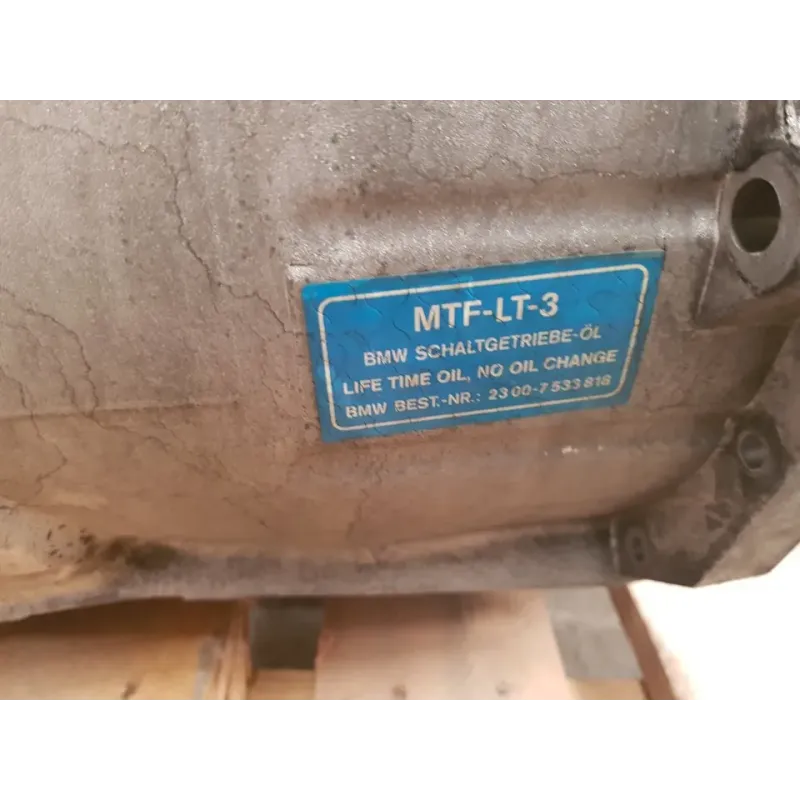 MTF-LT-3
BMW SCHALTGETRIEBE-ÖL
LIFE TIME OIL, NO OIL CHANGE
BMW BEST.-NR.: 23 00-7 533 818